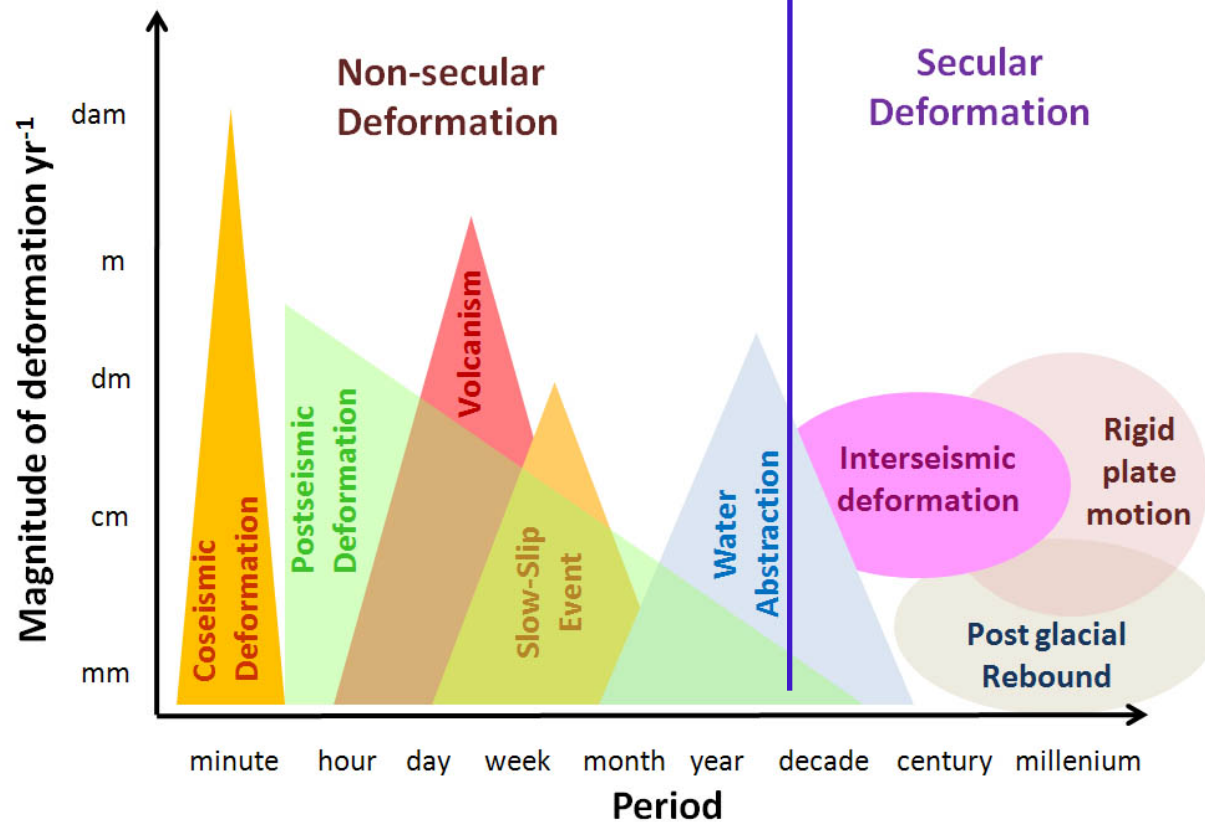 Magnitude of deformation yr-1
dam
m
dm
cm
mm
Non-secular
Deformation
Secular
Deformation
Coseismic
Deformation
Postseismic
Deformation
Volcanism
Slow-Slip
Event
Water
Abstraction
Interseismic
deformation
Rigid
plate
motion
Post glacial
Rebound
minute hour day week month year decade century millenium
Period